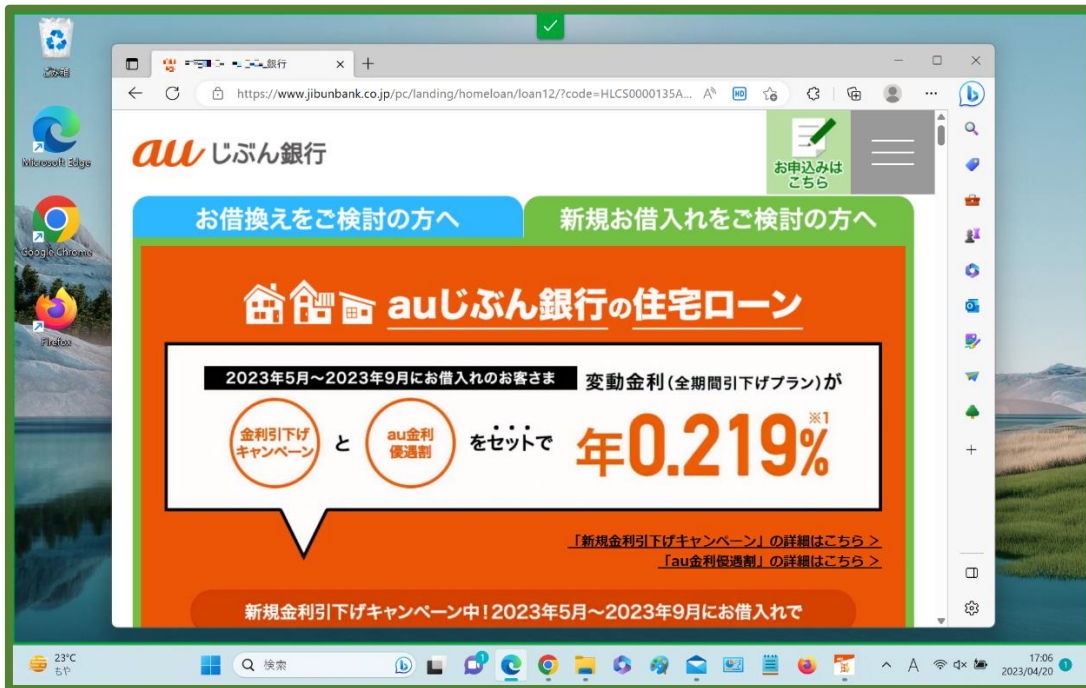 ごみ箱
Microsoft Edge
Google Chrome
Firefox
銀行
https://www.jibunbank.co.jp/pc/landing/homeloan/loan12/?code=HLCS0000135A...
au じぶん銀行
お申込みは
こちら
お借換えをご検討の方へ
新規お借入れをご検討の方へ
auじぶん銀行の住宅ローン
2023年5月～2023年9月にお借入れのお客さま
変動金利(全期間引下げプラン)が
金利引下げ
キャンペーン
と
au金利
優遇割
をセットで
年0.219%※1
「新規金利引下げキャンペーン」の詳細はこちら >
「au金利優遇割」の詳細はこちら >
新規金利引下げキャンペーン中!2023年5月～2023年9月にお借入れで
23°C
もや
検索
A
17:06
2023/04/20
1